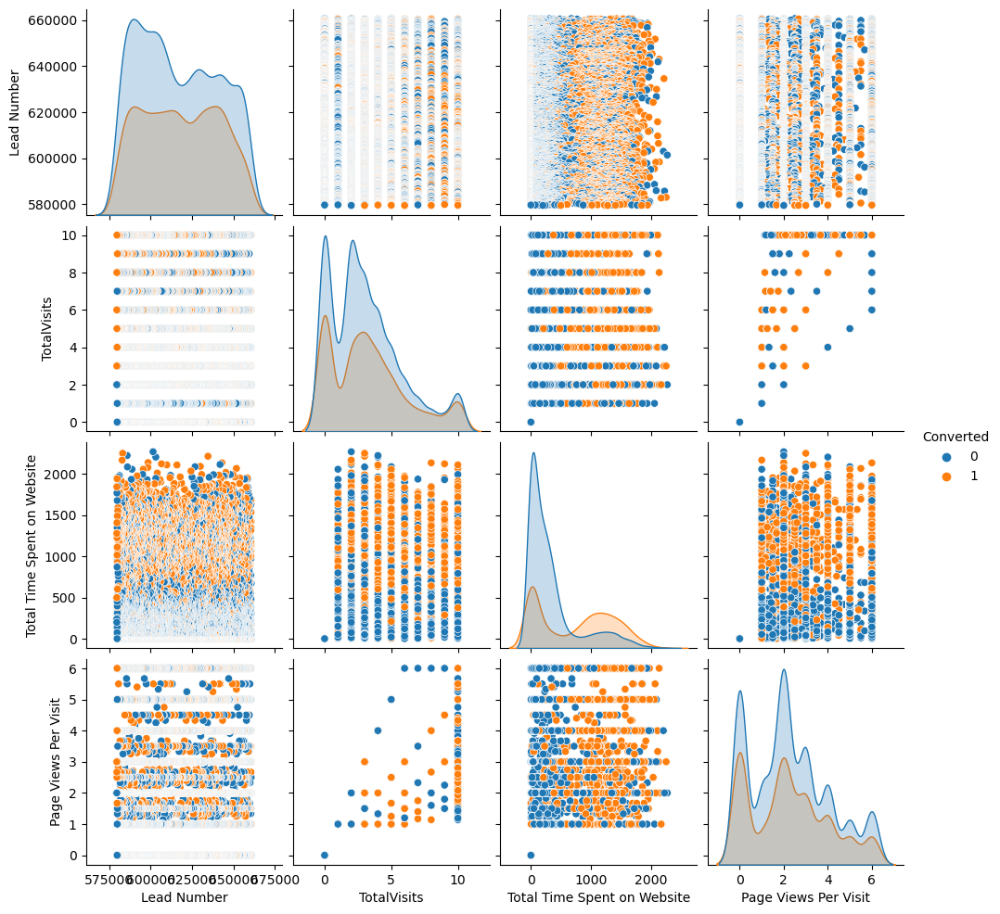 660000
640000
620000
600000
580000
Lead Number
10
8
6
4
2
0
TotalVisits
Converted
0
1
2000
1500
1000
500
0
Total Time Spent on Website
6
5
4
3
2
1
0
Page Views Per Visit
575000 600000 625000 650000 675000
Lead Number
0 5 10
TotalVisits
0 1000 2000
Total Time Spent on Website
0 2 4 6
Page Views Per Visit